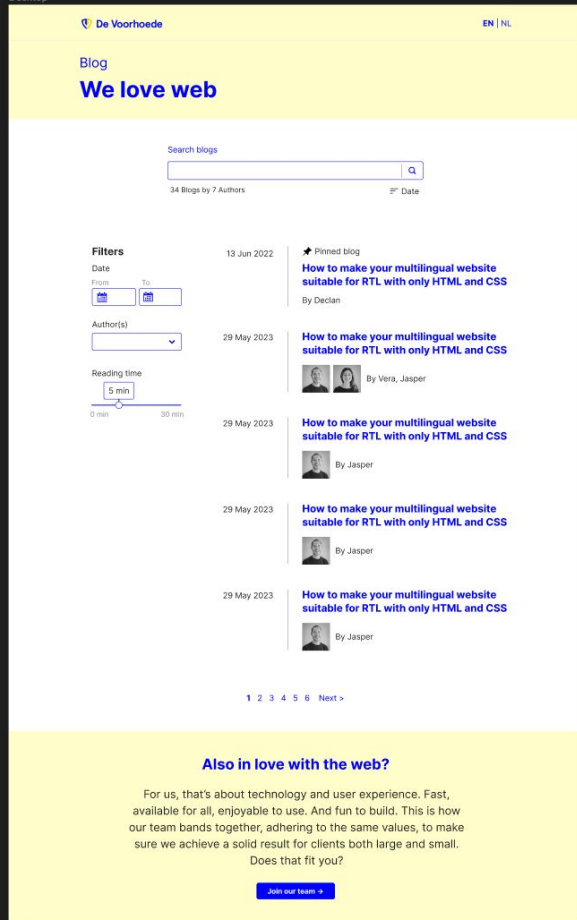 De Voorhoede
EN | NL
Blog
We love web
Search blogs
34 Blogs by 7 Authors
Date
Filters
Date
From To
Author(s)
Reading time
5 min
0 min 30 min
13 Jun 2022
Pinned blog
How to make your multilingual website
suitable for RTL with only HTML and CSS
By Declan
29 May 2023
How to make your multilingual website
suitable for RTL with only HTML and CSS
By Vera, Jasper
29 May 2023
How to make your multilingual website
suitable for RTL with only HTML and CSS
By Jasper
29 May 2023
How to make your multilingual website
suitable for RTL with only HTML and CSS
By Jasper
29 May 2023
How to make your multilingual website
suitable for RTL with only HTML and CSS
By Jasper
1 2 3 4 5 6 Next >
Also in love with the web?
For us, that's about technology and user experience. Fast,
available for all, enjoyable to use. And fun to build. This is how
our team bands together, adhering to the same values, to make
sure we achieve a solid result for clients both large and small.
Does that fit you?
Join our team →